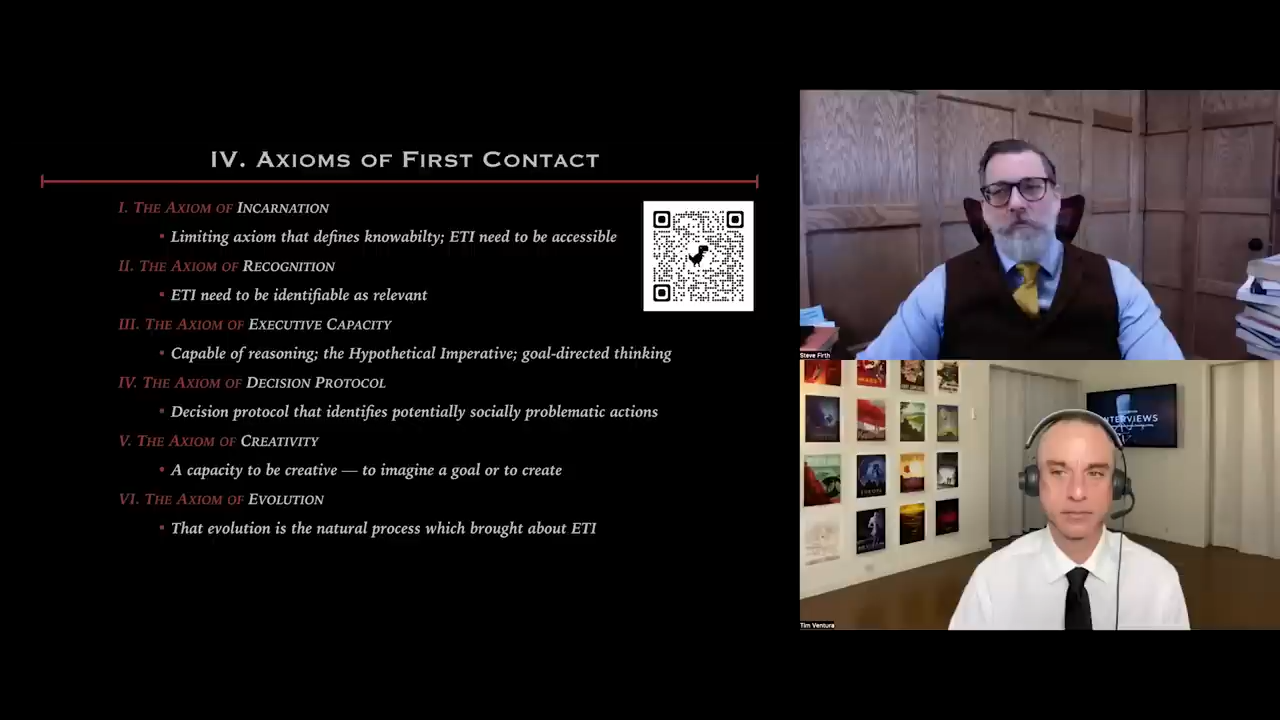 IV. AXIOMS OF FIRST CONTACT
I. THE AXIOM OF INCARNATION
▪ Limiting axiom that defines knowabilty; ETI need to be accessible
II. THE AXIOM OF RECOGNITION
▪ ETI need to be identifiable as relevant
III. THE AXIOM OF EXECUTIVE CAPACITY
▪ Capable of reasoning; the Hypothetical Imperative; goal-directed thinking
IV. THE AXIOM OF DECISION PROTOCOL
▪ Decision protocol that identifies potentially socially problematic actions
V. THE AXIOM OF CREATIVITY
▪ A capacity to be creative — to imagine a goal or to create
VI. THE AXIOM OF EVOLUTION
▪ That evolution is the natural process which brought about ETI
Steve Firth
INTERVIEWS
Tim Ventura